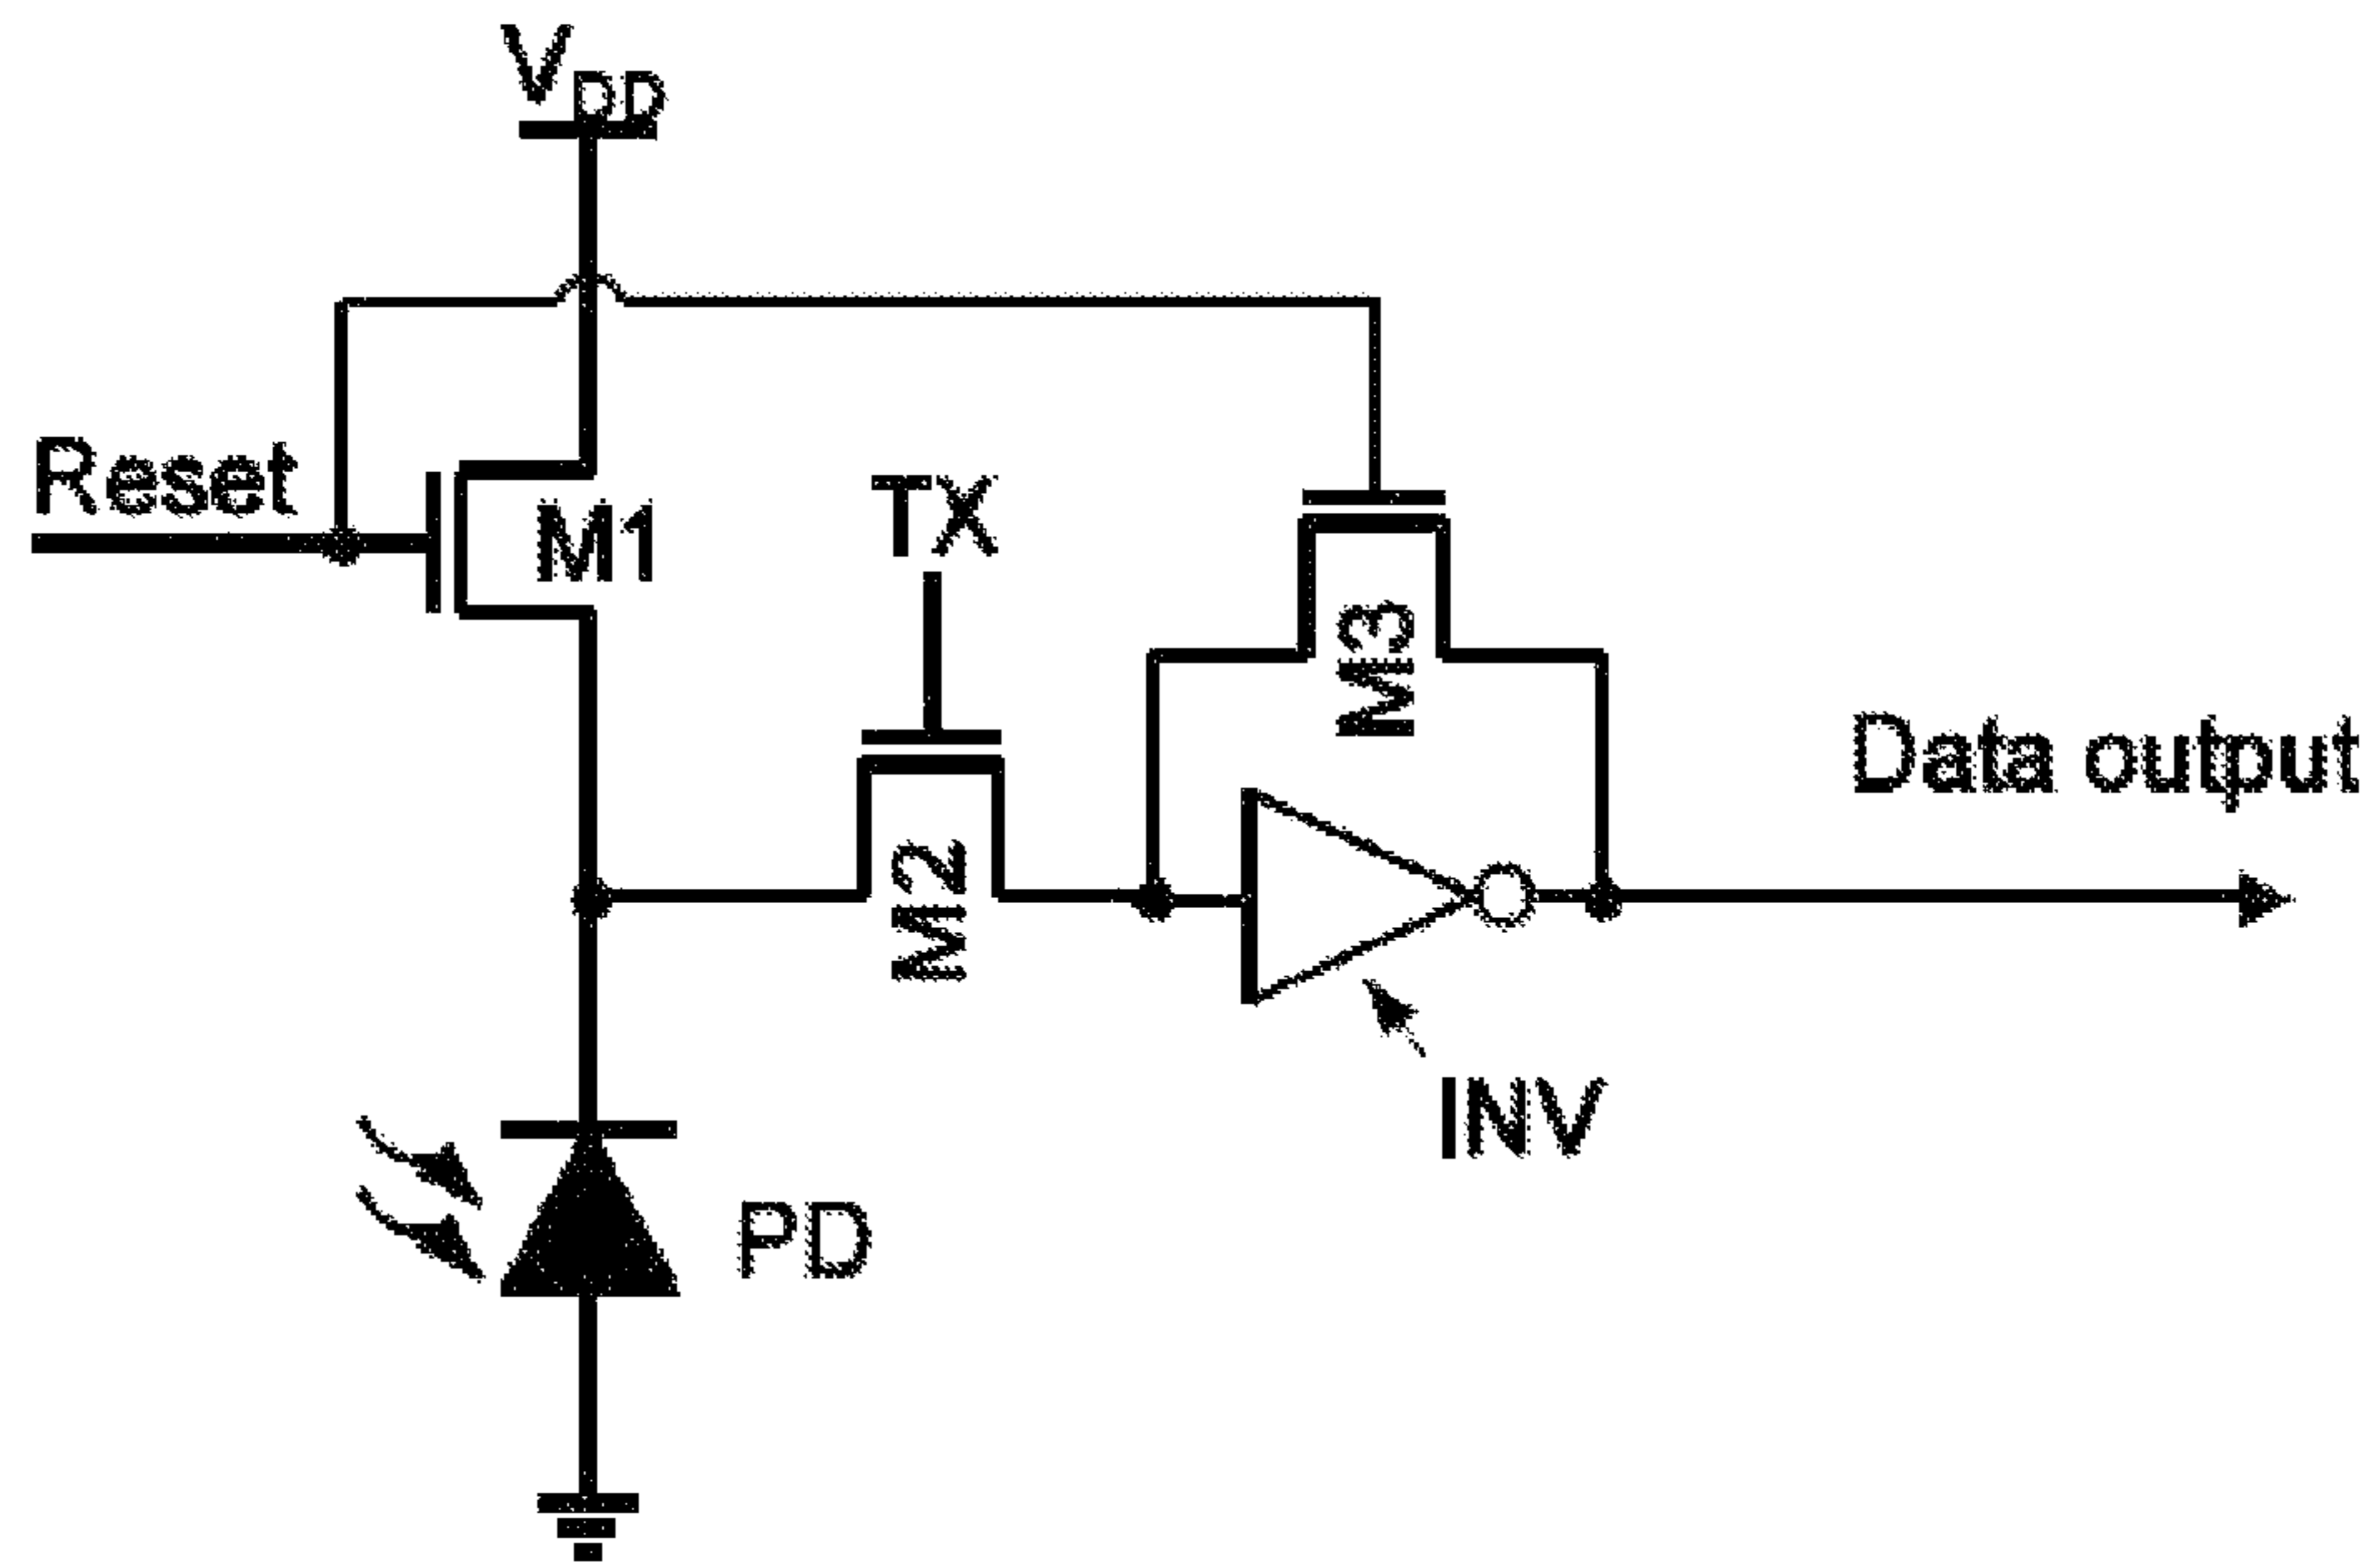 VDD
Reset
M1
TX
M3
M2
Data output
INV
PD